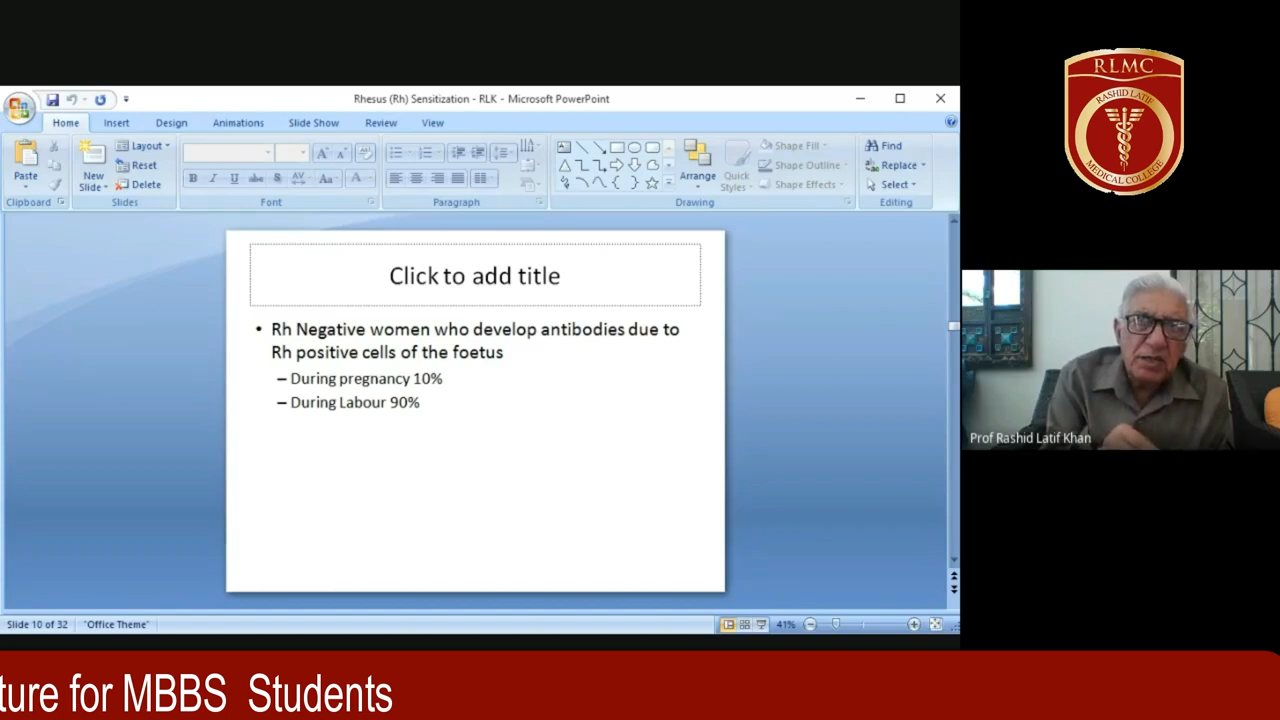 RLMC
RASHID LATIF
MEDICAL COLLEGE
Rhesus (Rh) Sensitization - RLK - Microsoft PowerPoint
Home Insert Design Animations Slide Show Review View
Paste
Clipboard
New
Slide
Layout
Reset
Delete
Slides
B I U abc S AV Aa A
Font
Paragraph
Arrange
Quick
Styles
Shape Fill
Shape Outline
Shape Effects
Drawing
Find
Replace
Select
Editing
Click to add title
• Rh Negative women who develop antibodies due to
Rh positive cells of the foetus
– During pregnancy 10%
– During Labour 90%
Prof Rashid Latif Khan
Slide 10 of 32 "Office Theme" 41%
ture for MBBS Students